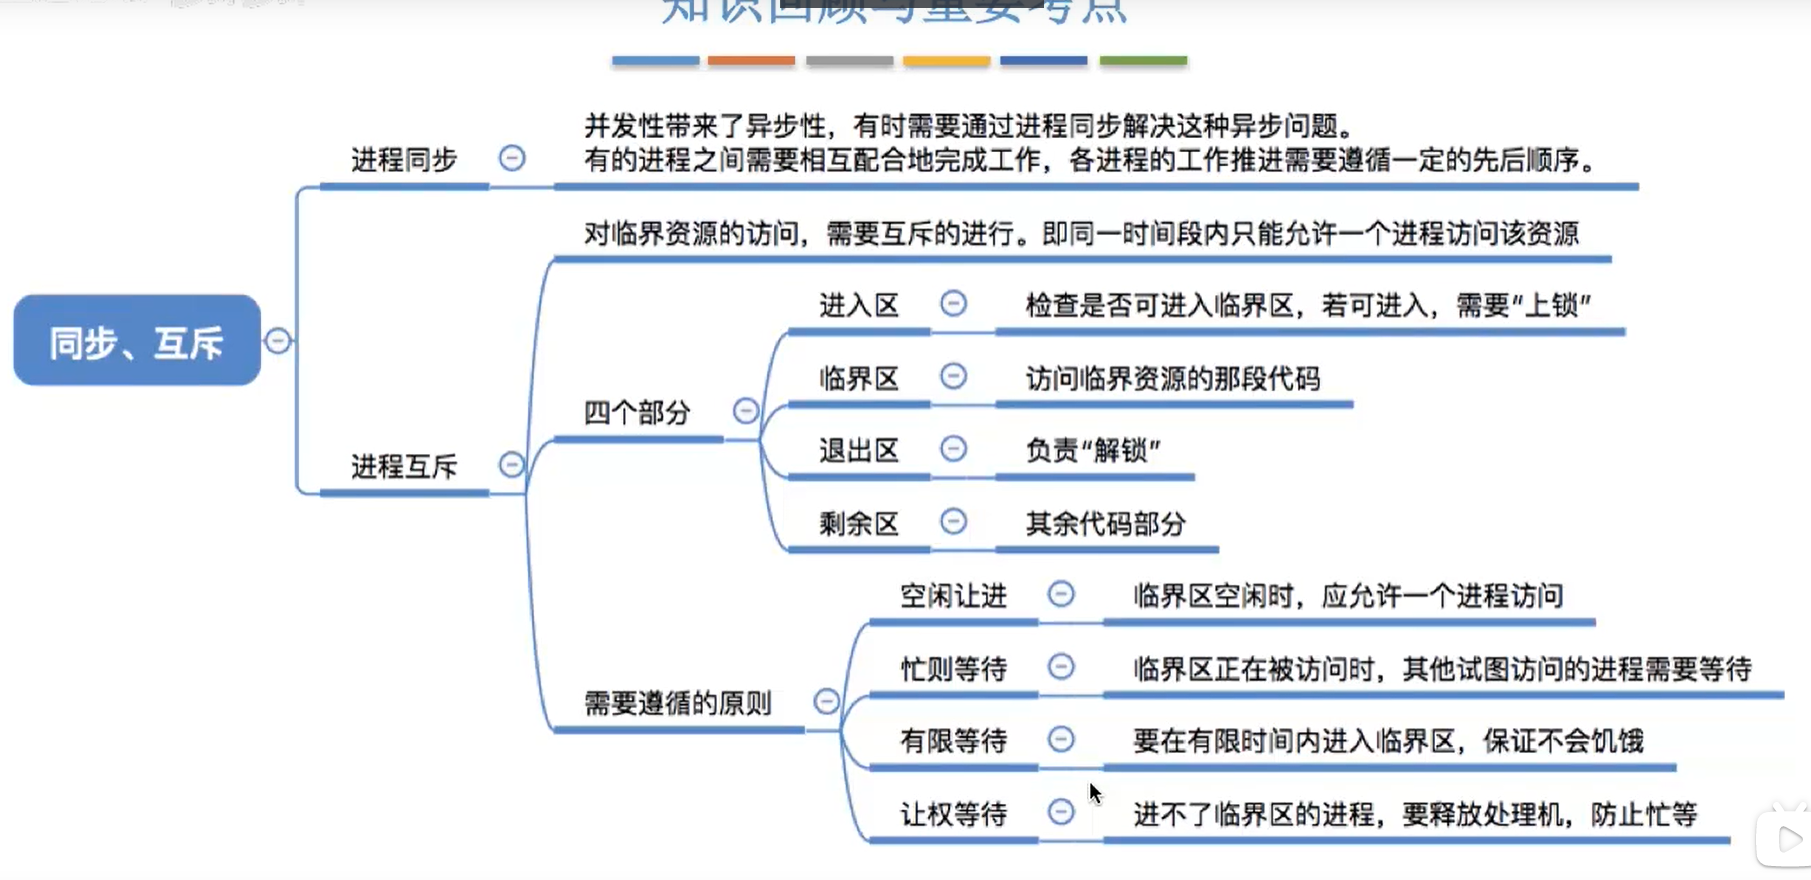 知识回顾与重要考点
进程同步
并发性带来了异步性，有时需要通过进程同步解决这种异步问题。
有的进程之间需要相互配合地完成工作，各进程的工作推进需要遵循一定的先后顺序。
同步、互斥
进程互斥
对临界资源的访问，需要互斥的进行。即同一时间段内只能允许一个进程访问该资源
四个部分
进入区
检查是否可进入临界区，若可进入，需要“上锁”
临界区
访问临界资源的那段代码
退出区
负责“解锁”
剩余区
其余代码部分
需要遵循的原则
空闲让进
临界区空闲时，应允许一个进程访问
忙则等待
临界区正在被访问时，其他试图访问的进程需要等待
有限等待
要在有限时间内进入临界区，保证不会饥饿
让权等待
进不了临界区的进程，要释放处理机，防止忙等